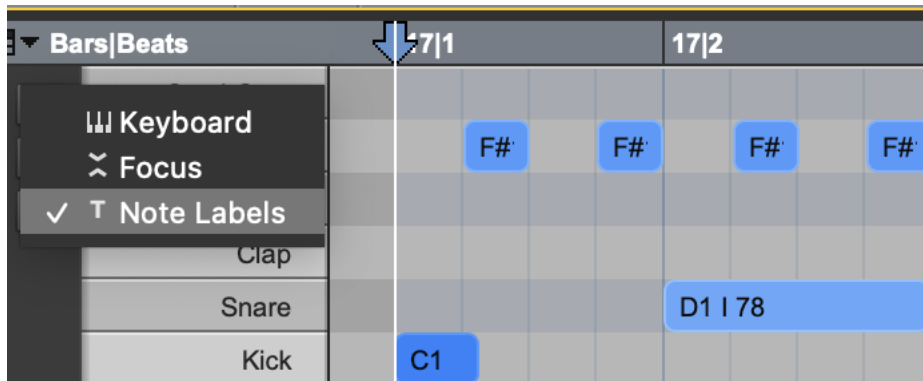 Bars|Beats
17|1
17|2
Keyboard
Focus
T Note Labels
F#
F#
F#
F#
Clap
Snare
D1 I 78
Kick
C1